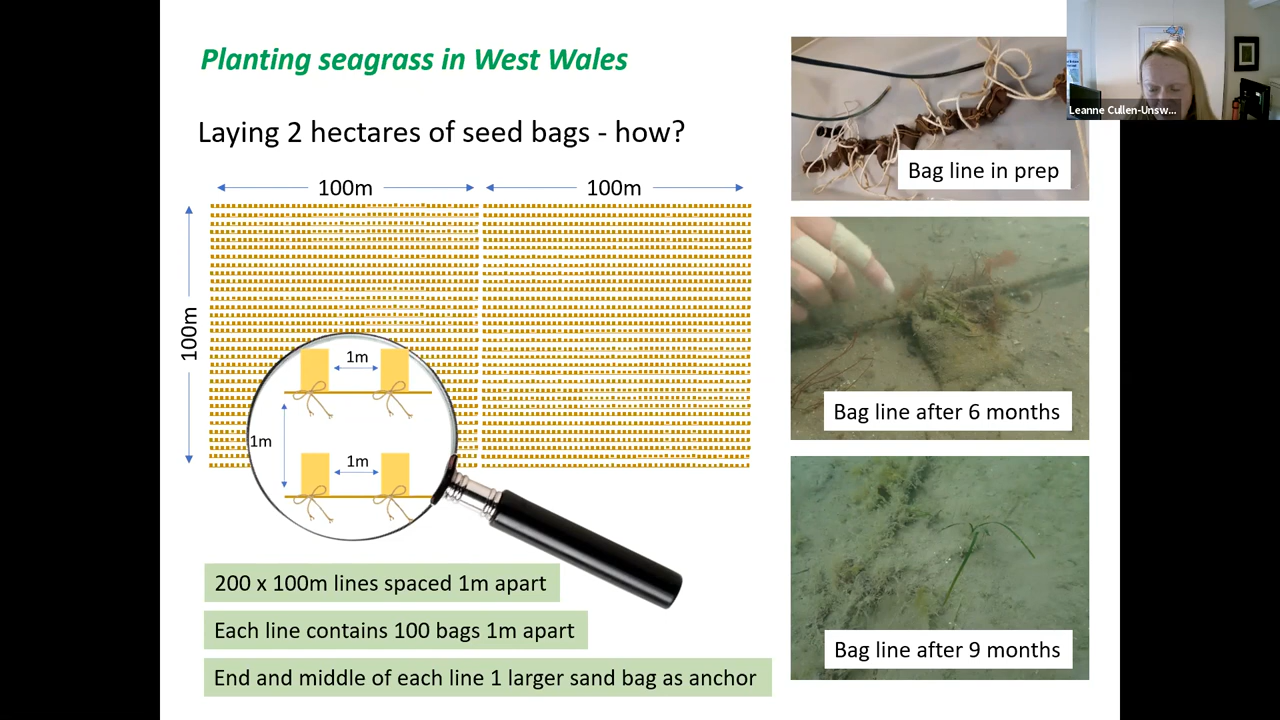 Planting seagrass in West Wales
Laying 2 hectares of seed bags - how?
100m
100m
100m
1m
1m
1m
200 x 100m lines spaced 1m apart
Each line contains 100 bags 1m apart
End and middle of each line 1 larger sand bag as anchor
Leanne Cullen-Unsw...
Bag line in prep
Bag line after 6 months
Bag line after 9 months